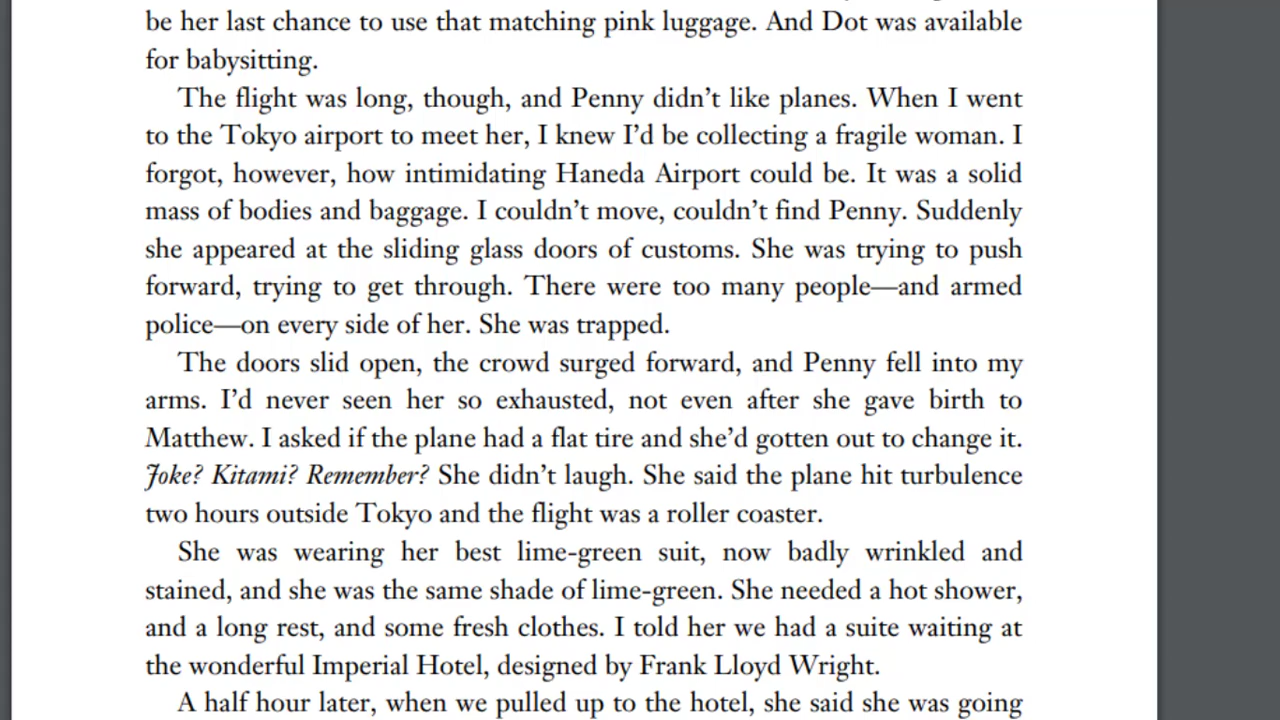 be her last chance to use that matching pink luggage. And Dot was available
for babysitting.
The flight was long, though, and Penny didn’t like planes. When I went
to the Tokyo airport to meet her, I knew I’d be collecting a fragile woman. I
forgot, however, how intimidating Haneda Airport could be. It was a solid
mass of bodies and baggage. I couldn’t move, couldn’t find Penny. Suddenly
she appeared at the sliding glass doors of customs. She was trying to push
forward, trying to get through. There were too many people—and armed
police—on every side of her. She was trapped.
The doors slid open, the crowd surged forward, and Penny fell into my
arms. I’d never seen her so exhausted, not even after she gave birth to
Matthew. I asked if the plane had a flat tire and she’d gotten out to change it.
Joke? Kitami? Remember? She didn’t laugh. She said the plane hit turbulence
two hours outside Tokyo and the flight was a roller coaster.
She was wearing her best lime-green suit, now badly wrinkled and
stained, and she was the same shade of lime-green. She needed a hot shower,
and a long rest, and some fresh clothes. I told her we had a suite waiting at
the wonderful Imperial Hotel, designed by Frank Lloyd Wright.
A half hour later, when we pulled up to the hotel, she said she was going